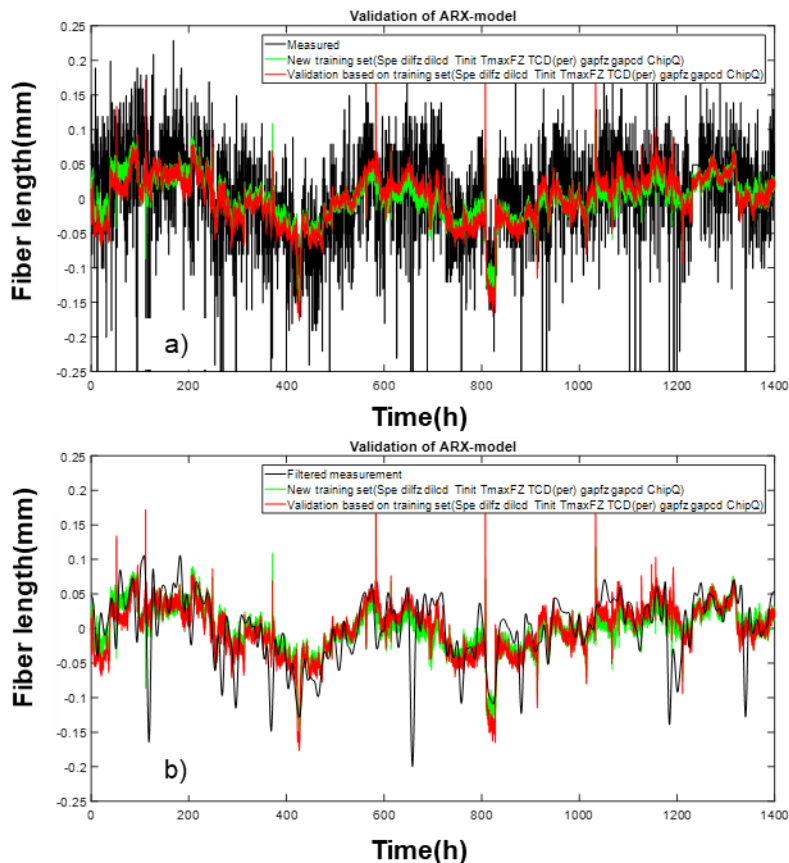 Validation of ARX-model
Measured
New training set(Spe dilfz dilcd Tinit TmaxFZ TCD(per) gapfz gapcd ChipQ)
Validation based on training set(Spe dilfz dilcd Tinit TmaxFZ TCD(per) gapfz gapcd ChipQ)
Fiber length(mm)
0.25
0.2
0.15
0.1
0.05
0
-0.05
-0.1
-0.15
-0.2
-0.25
a)
0 200 400 600 800 1000 1200 1400
Time(h)
Validation of ARX-model
Filtered measurement
New training set(Spe dilfz dilcd Tinit TmaxFZ TCD(per) gapfz gapcd ChipQ)
Validation based on training set(Spe dilfz dilcd Tinit TmaxFZ TCD(per) gapfz gapcd ChipQ)
Fiber length(mm)
0.25
0.2
0.15
0.1
0.05
0
-0.05
-0.1
-0.15
-0.2
-0.25
b)
0 200 400 600 800 1000 1200 1400
Time(h)